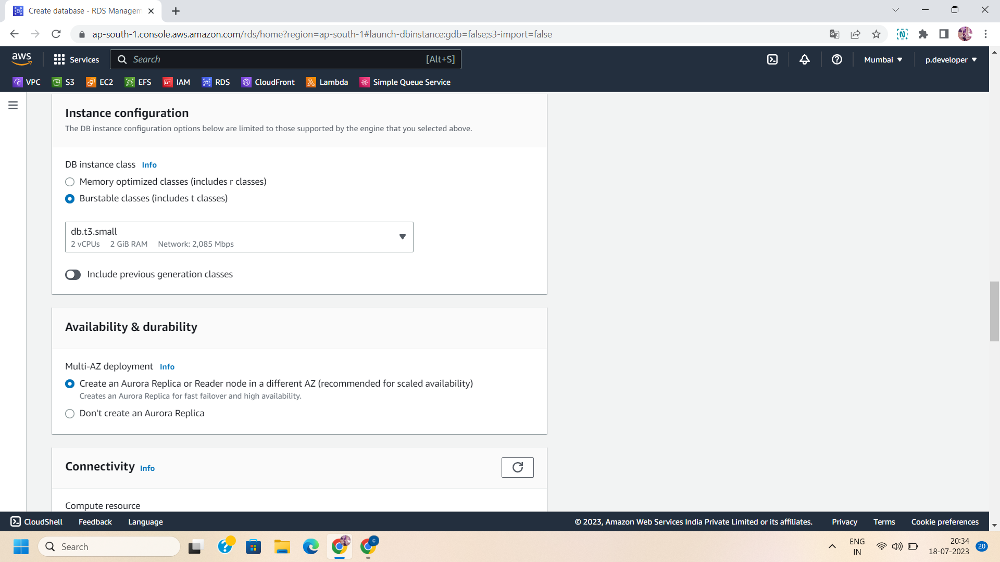 Create database - RDS Managem
ap-south-1.console.aws.amazon.com/rds/home?region=ap-south-1#launch-dbinstance:gdb=false;s3-import=false
aws
Services
Search
[Alt+S]
Mumbai
p.developer
VPC
S3
EC2
EFS
IAM
RDS
CloudFront
Lambda
Simple Queue Service
Instance configuration
The DB instance configuration options below are limited to those supported by the engine that you selected above.
DB instance class Info
Memory optimized classes (includes r classes)
Burstable classes (includes t classes)
db.t3.small
2 vCPUs 2 GiB RAM Network: 2,085 Mbps
Include previous generation classes
Availability & durability
Multi-AZ deployment Info
Create an Aurora Replica or Reader node in a different AZ (recommended for scaled availability)
Creates an Aurora Replica for fast failover and high availability.
Don't create an Aurora Replica
Connectivity Info
Compute resource
CloudShell
Feedback
Language
© 2023, Amazon Web Services India Private Limited or its affiliates.
Privacy
Terms
Cookie preferences
Search
ENG
IN
20:34
18-07-2023
20